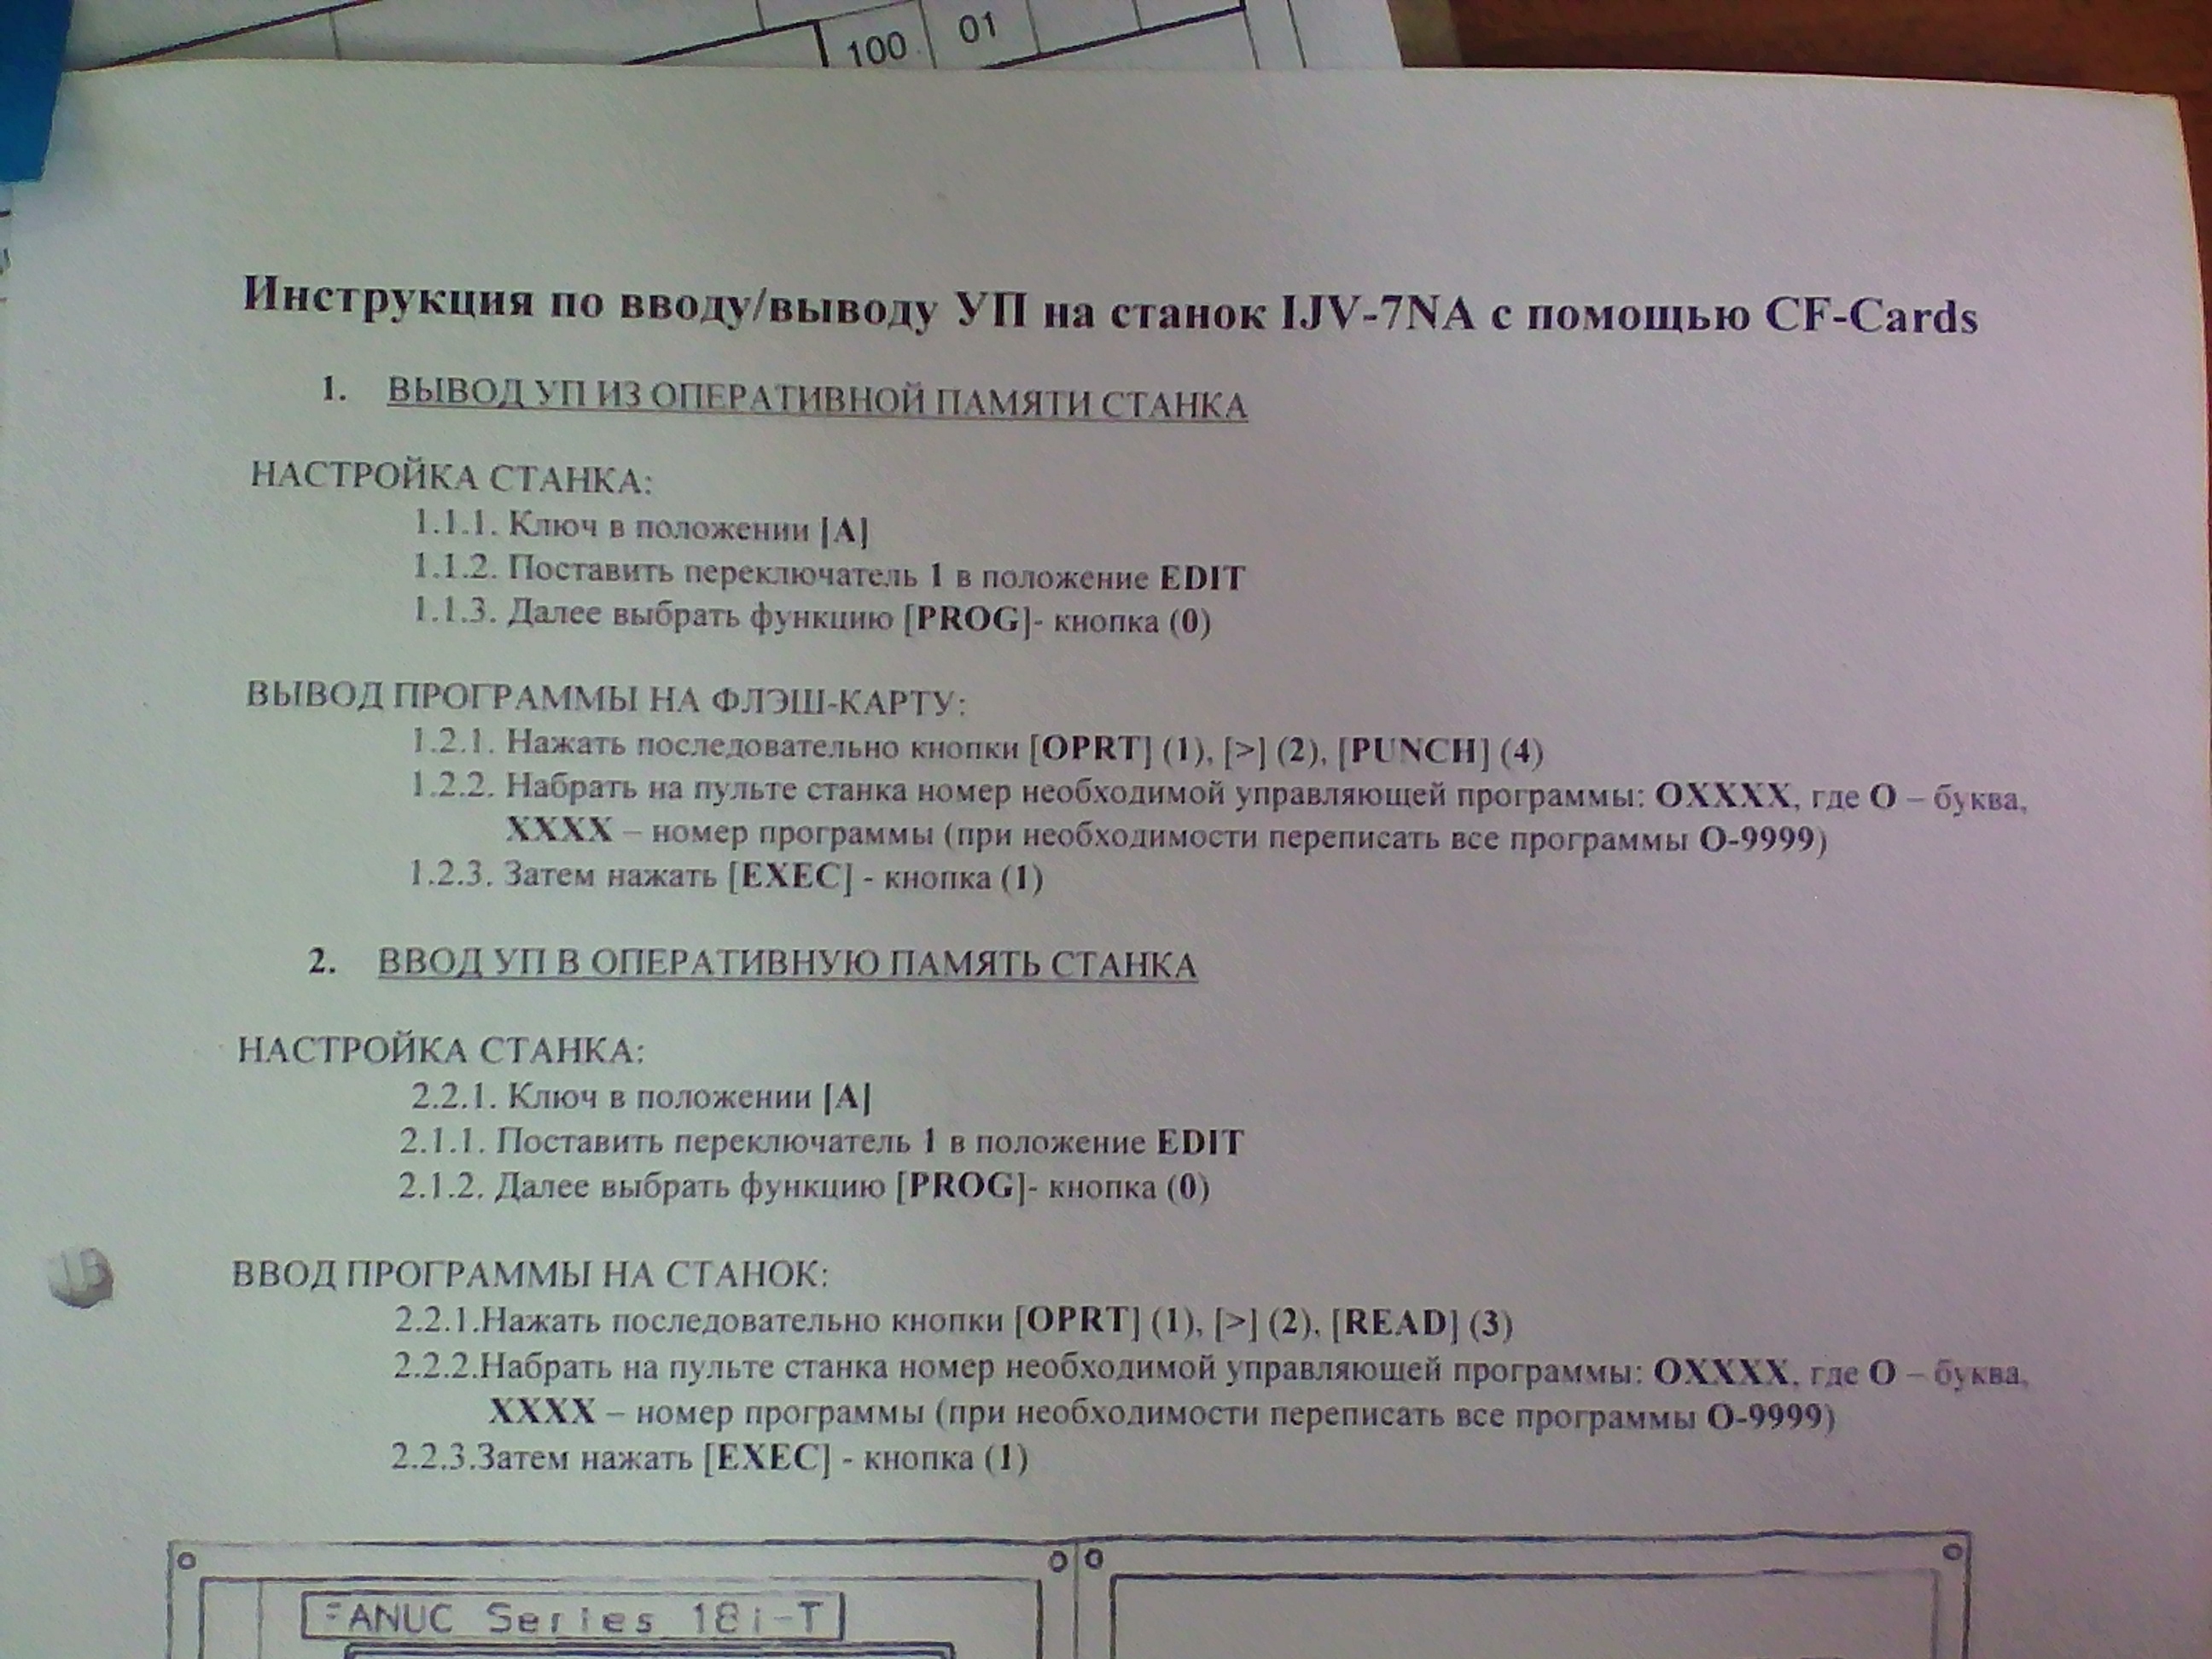 100 01
Инструкция по вводу/выводу УП на станок IJV-7NA с помощью CF-Cards
1. ВЫВОД УП ИЗ ОПЕРАТИВНОЙ ПАМЯТИ СТАНКА
НАСТРОЙКА СТАНКА:
1.1.1. Ключ в положении [А]
1.1.2. Поставить переключатель 1 в положение EDIT
1.1.3. Далее выбрать функцию [PROG]- кнопка (0)
ВЫВОД ПРОГРАММЫ НА ФЛЭШ-КАРТУ:
1.2.1. Нажать последовательно кнопки [OPRT] (1), [>] (2), [PUNCH] (4)
1.2.2. Набрать на пульте станка номер необходимой управляющей программы: OXXXX, где О – буква,
XXXX – номер программы (при необходимости переписать все программы О-9999)
1.2.3. Затем нажать [EXEC] - кнопка (1)
2. ВВОД УП В ОПЕРАТИВНУЮ ПАМЯТЬ СТАНКА
НАСТРОЙКА СТАНКА:
2.2.1. Ключ в положении [А]
2.1.1. Поставить переключатель 1 в положение EDIT
2.1.2. Далее выбрать функцию [PROG]- кнопка (0)
ВВОД ПРОГРАММЫ НА СТАНОК:
2.2.1.Нажать последовательно кнопки [OPRT] (1), [>] (2), [READ] (3)
2.2.2.Набрать на пульте станка номер необходимой управляющей программы: OXXXX, где О – буква,
XXXX – номер программы (при необходимости переписать все программы О-9999)
2.2.3.Затем нажать [EXEC] - кнопка (1)
FANUC Series 18i-T